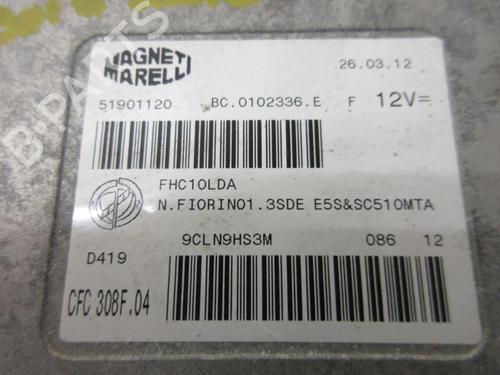 MAGNETI MARELLI
26.03.12
51901120 BC.0102336.E F 12V=
FHC10LDA
N.FIORINO1.3SDE E5S&SC510MTA
9CLN9HS3M 086 12
D419
CFC 308F.04
B-PARTS